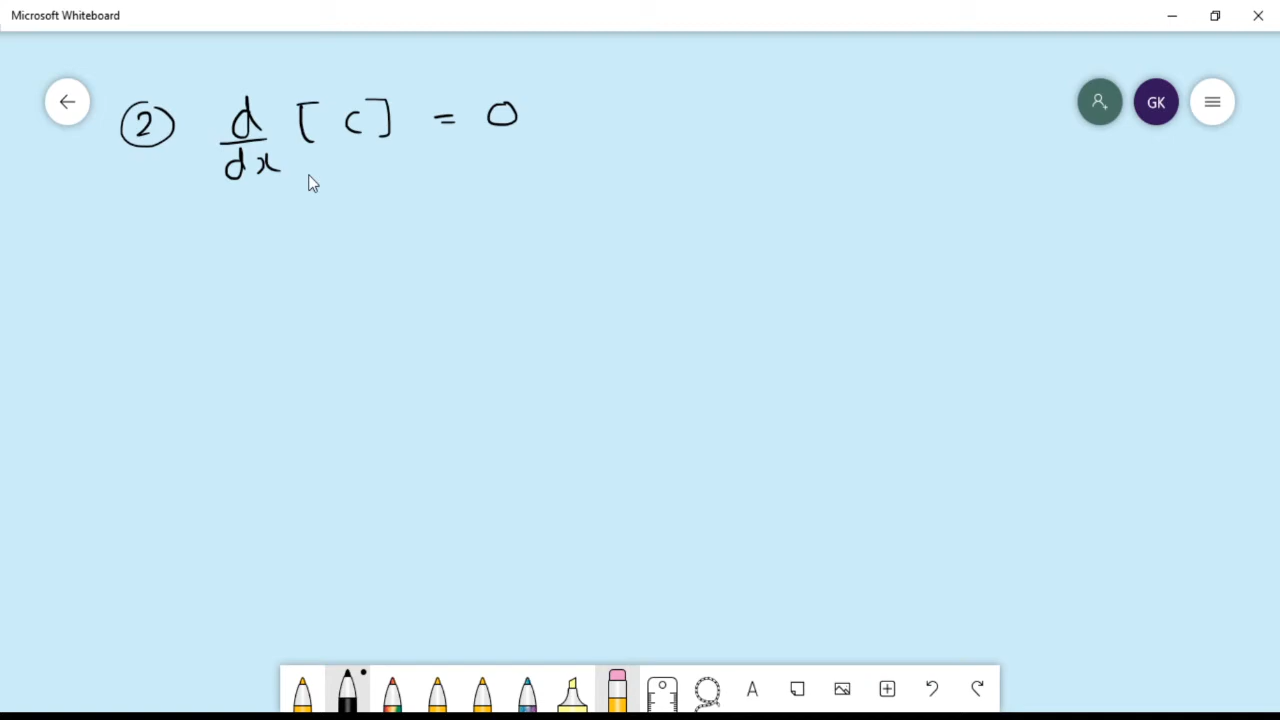 Microsoft Whiteboard
② d/dx [ c ] = 0
GK
A